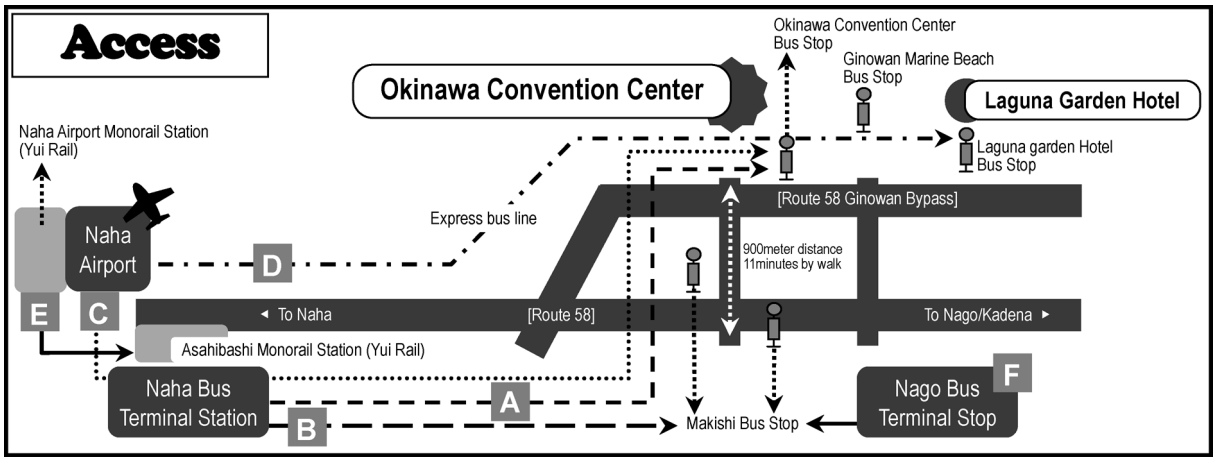 Access
Okinawa Convention Center
Bus Stop
Ginowan Marine Beach
Bus Stop
Okinawa Convention Center
Laguna Garden Hotel
Naha Airport Monorail Station
(Yui Rail)
Laguna garden Hotel
Bus Stop
[Route 58 Ginowan Bypass]
Express bus line
Naha
Airport
900meter distance
11minutes by walk
D
E
C
◄ To Naha
[Route 58]
To Nago/Kadena ►
Asahibashi Monorail Station (Yui Rail)
Naha Bus
Terminal Station
A
B
Makishi Bus Stop
Nago Bus
Terminal Stop
F